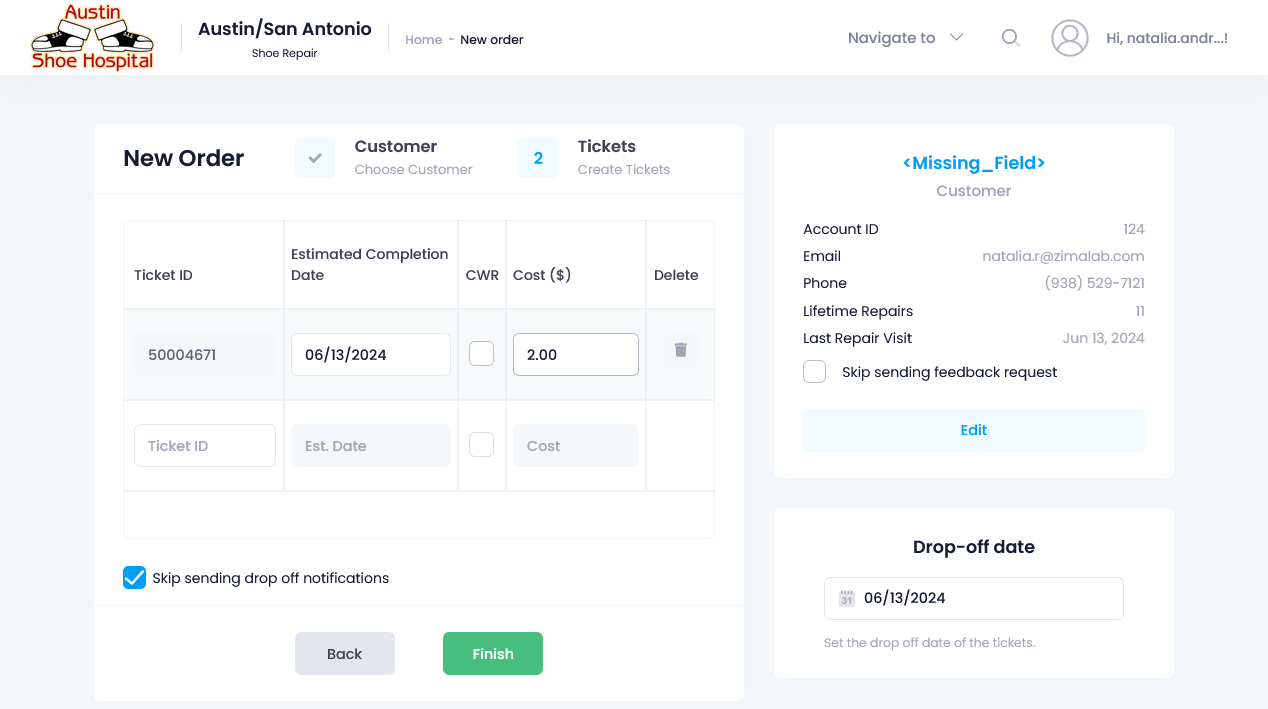 Austin
Shoe Hospital
Austin/San Antonio
Shoe Repair
Home - New order
Navigate to
Hi, natalia.andr...!
New Order
Customer
Choose Customer
2
Tickets
Create Tickets
Ticket ID
Estimated Completion
Date
CWR
Cost ($)
Delete
50004671
06/13/2024
2.00
Ticket ID
Est. Date
Cost
Skip sending drop off notifications
Back
Finish
<Missing_Field>
Customer
Account ID 124
Email natalia.r@zimalab.com
Phone (938) 529-7121
Lifetime Repairs 11
Last Repair Visit Jun 13, 2024
Skip sending feedback request
Edit
Drop-off date
31
06/13/2024
Set the drop off date of the tickets.